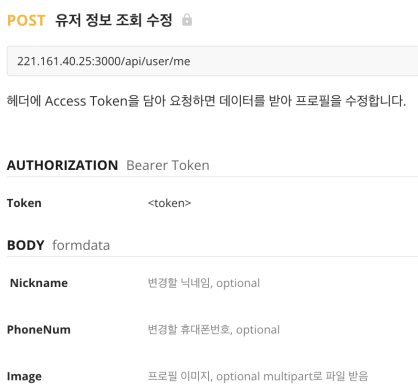 POST 유저 정보 조회 수정
221.161.40.25:3000/api/user/me
헤더에 Access Token을 담아 요청하면 데이터를 받아 프로필을 수정합니다.
AUTHORIZATION Bearer Token
Token <token>
BODY formdata
Nickname 변경할 닉네임, optional
PhoneNum 변경할 휴대폰번호, optional
Image 프로필 이미지, optional multipart로 파일 받음